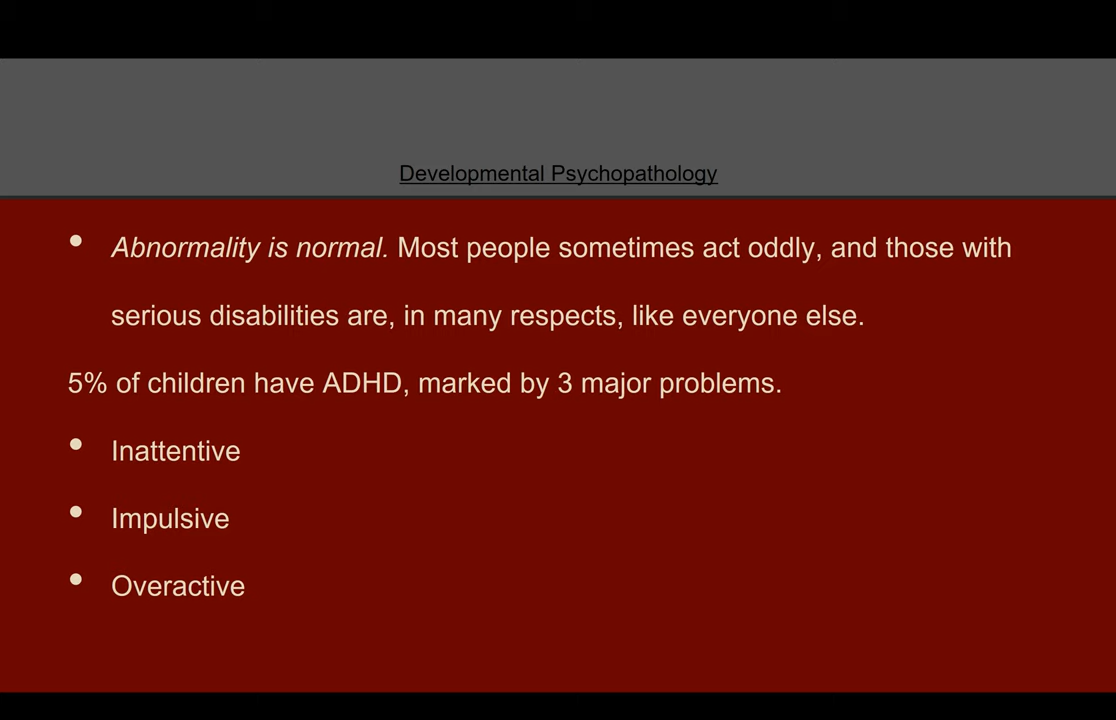 Developmental Psychopathology
• Abnormality is normal. Most people sometimes act oddly, and those with
serious disabilities are, in many respects, like everyone else.
5% of children have ADHD, marked by 3 major problems.
• Inattentive
• Impulsive
• Overactive